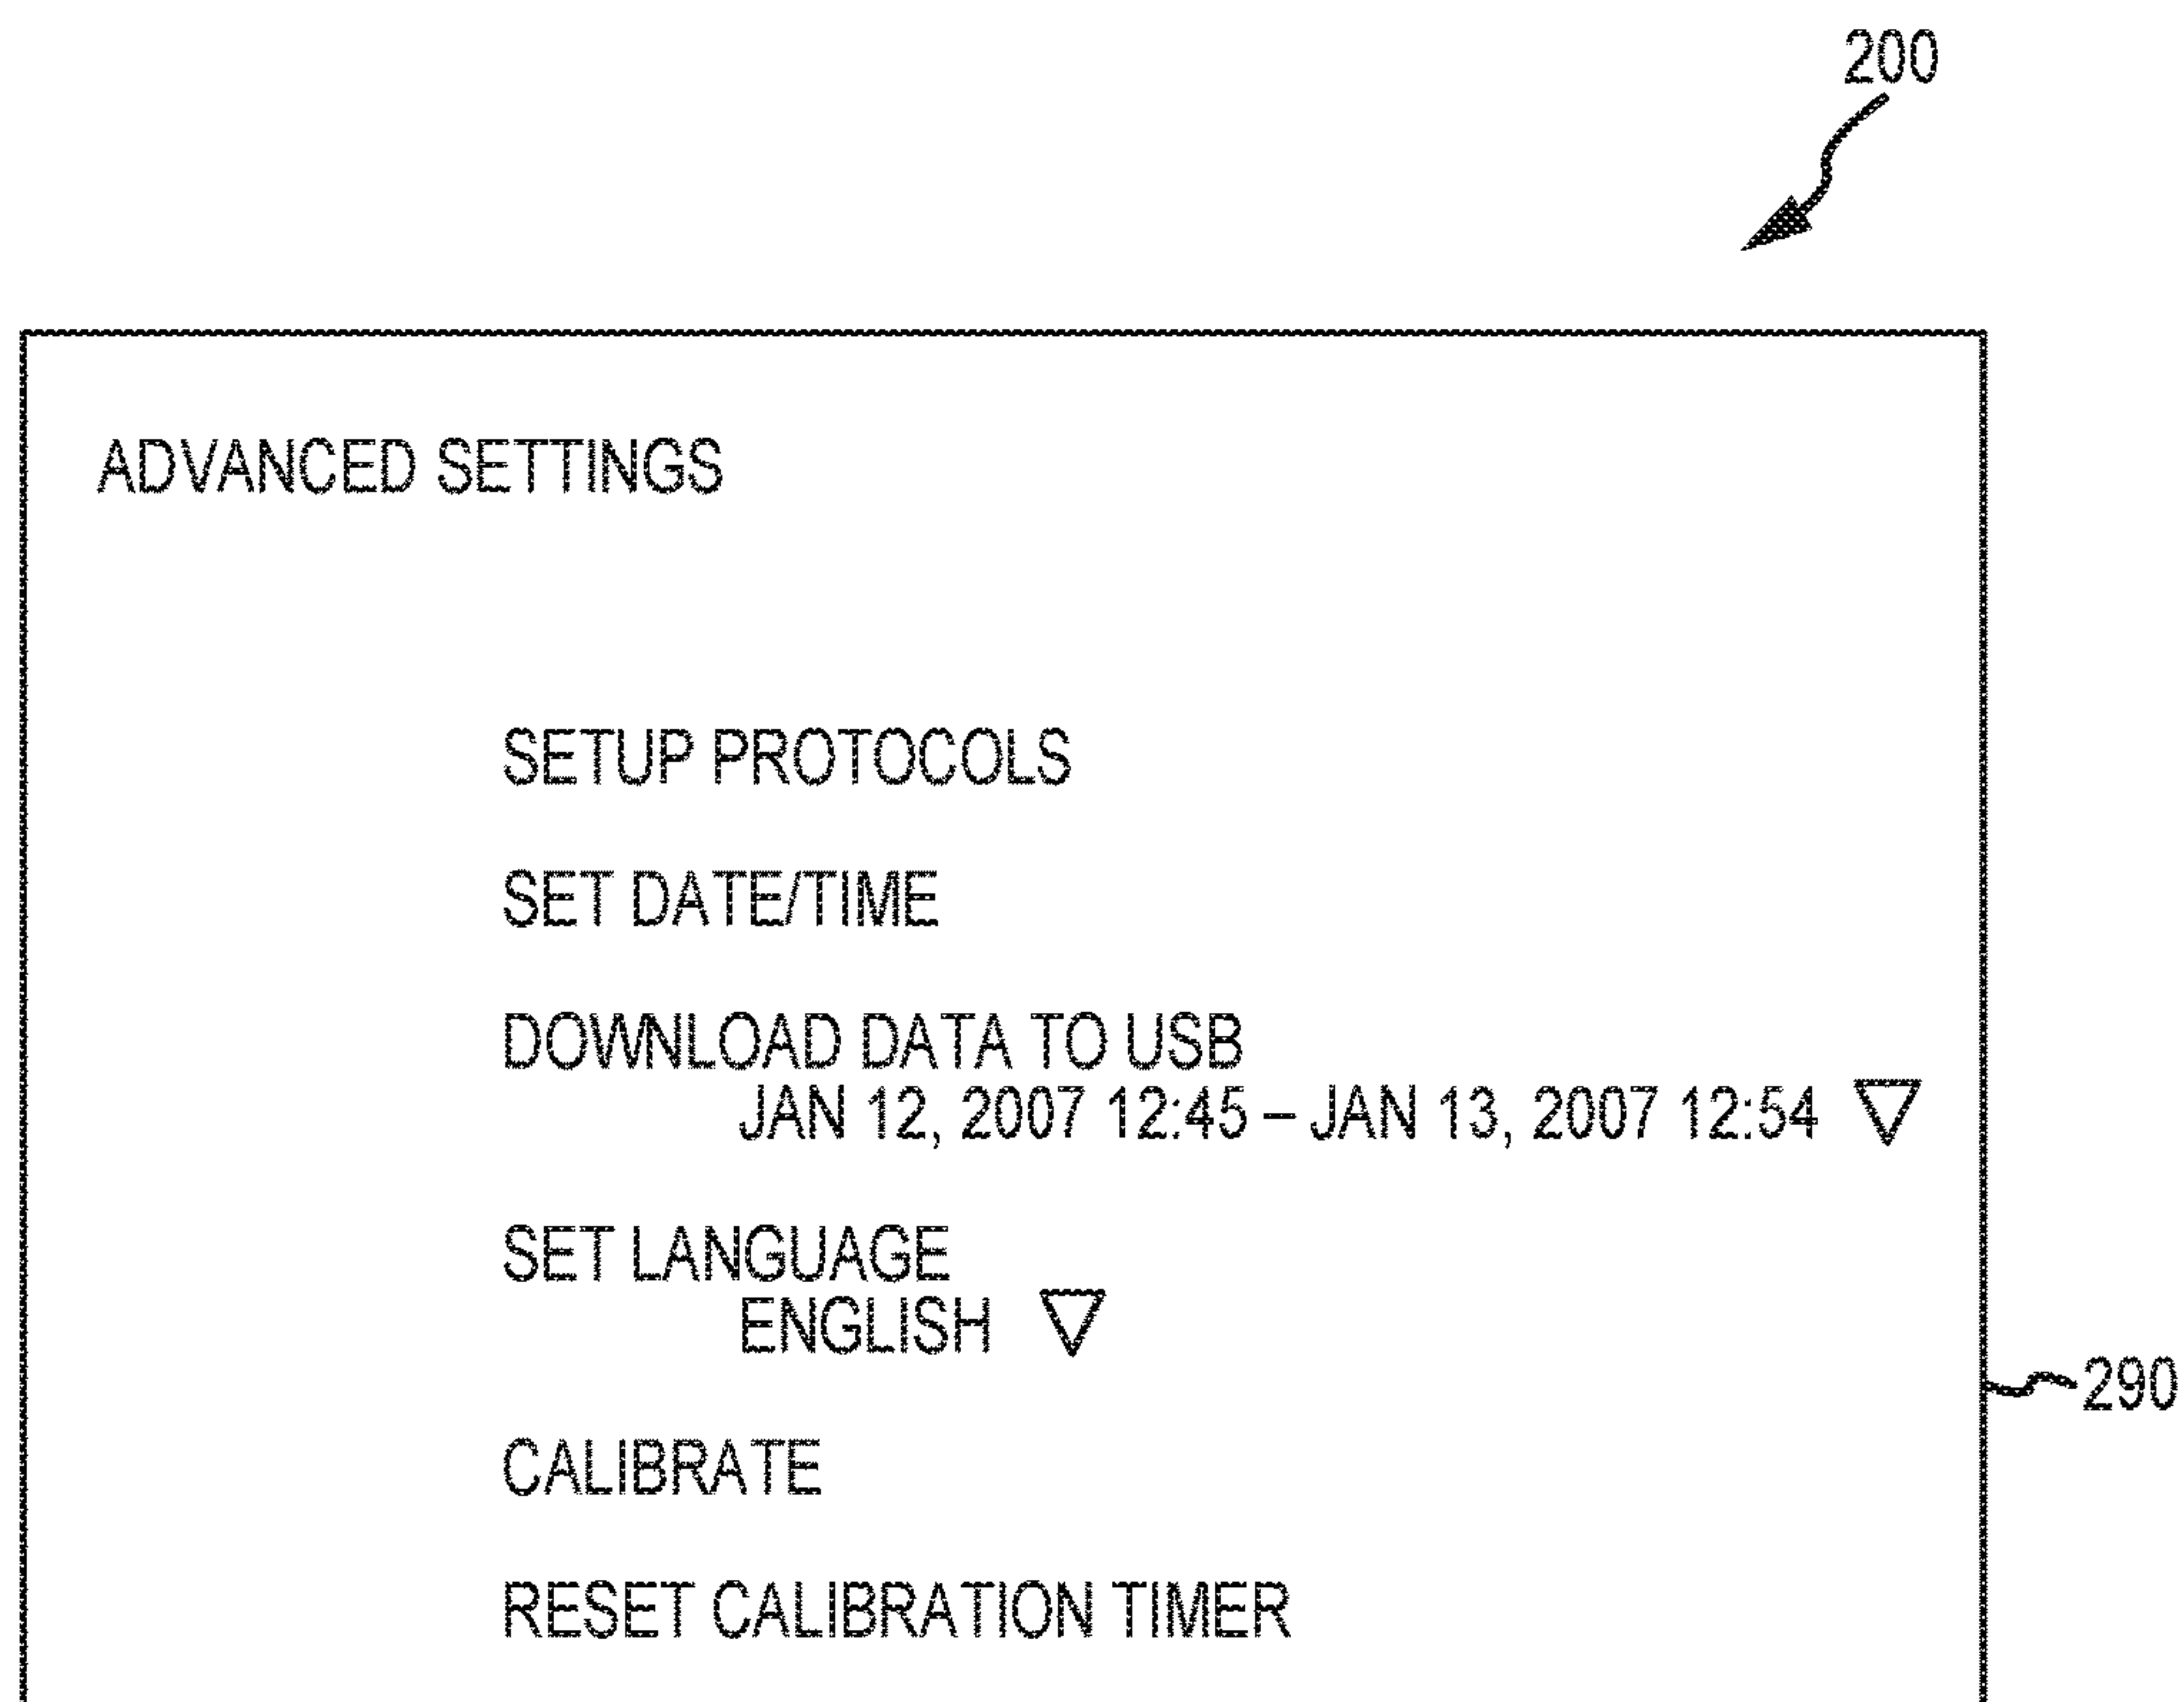 200
ADVANCED SETTINGS
SETUP PROTOCOLS
SET DATE/TIME
DOWNLOAD DATA TO USB
JAN 12, 2007 12:45 – JAN 13, 2007 12:54
SET LANGUAGE
ENGLISH
290
CALIBRATE
RESET CALIBRATION TIMER